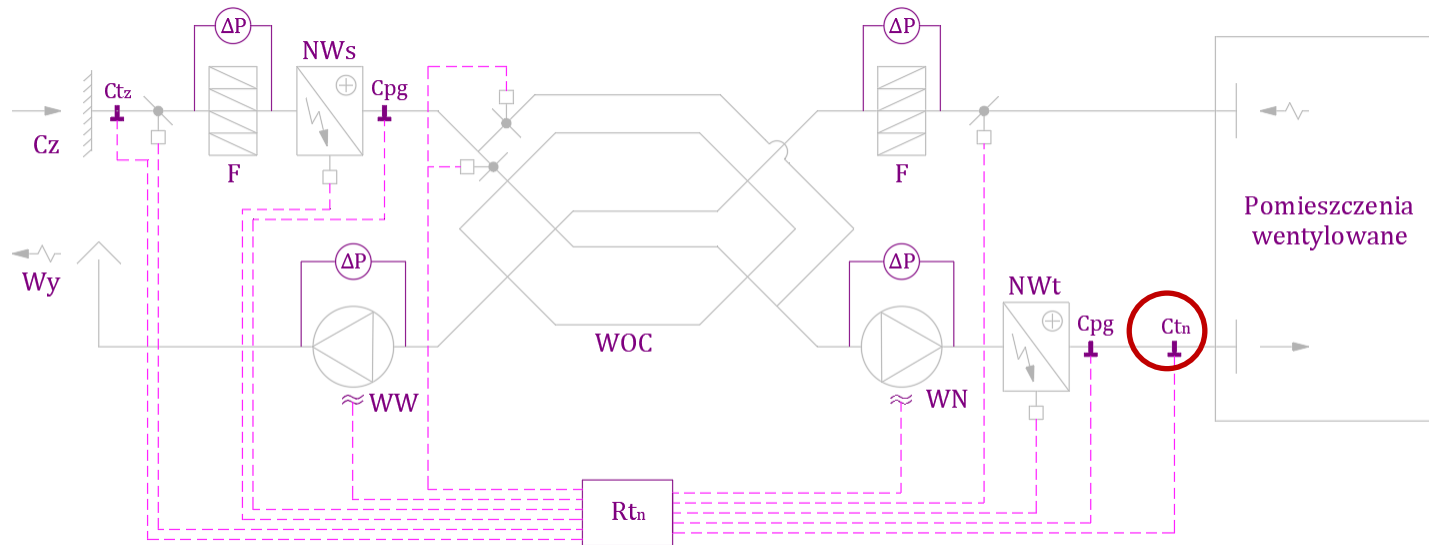 ΔP
ΔP
NWs
Ctz
Cpg
Cz
F
F
Pomieszczenia
wentylowane
ΔP
ΔP
Wy
NWt
WOC
Cpg
Ctn
WW
WN
Rtn